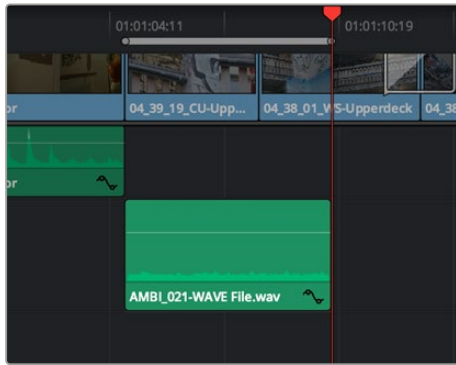 01:01:04:11
01:01:10:19
or
04_39_19_CU-Upp...
04_38_01_WS-Upperdeck
04_38
or
AMBI_021-WAVE File.wav